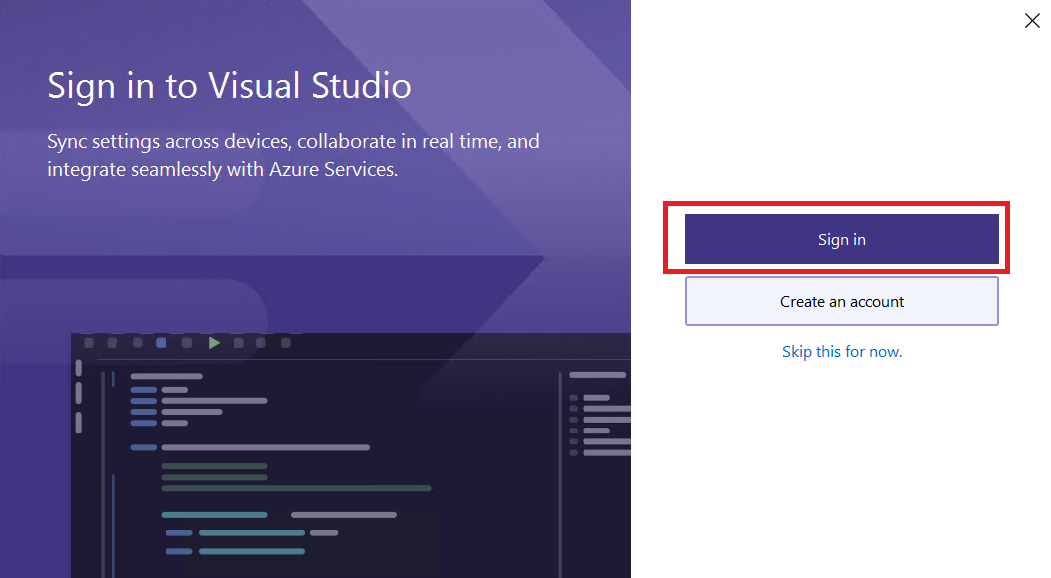 Sign in to Visual Studio
Sync settings across devices, collaborate in real time, and
integrate seamlessly with Azure Services.
Sign in
Create an account
Skip this for now.